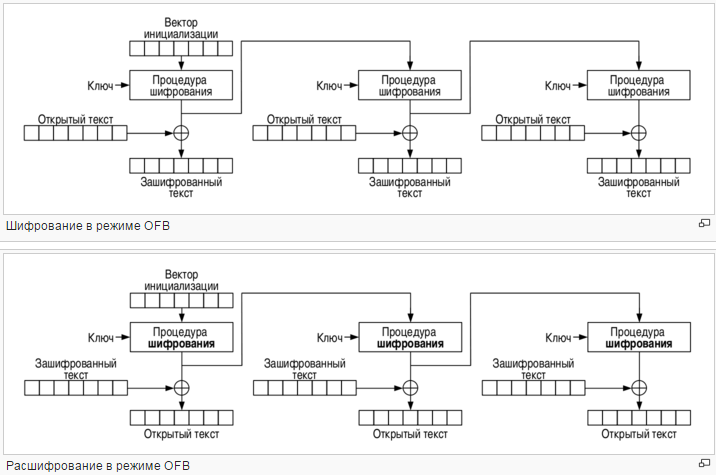 Вектор
инициализации
Ключ
Процедура
шифрования
Ключ
Процедура
шифрования
Ключ
Процедура
шифрования
Открытый текст
Открытый текст
Открытый текст
Зашифрованный
текст
Зашифрованный
текст
Зашифрованный
текст
Шифрование в режиме OFB
Вектор
инициализации
Ключ
Процедура
шифрования
Ключ
Процедура
шифрования
Ключ
Процедура
шифрования
Зашифрованный
текст
Зашифрованный
текст
Зашифрованный
текст
Открытый текст
Открытый текст
Открытый текст
Расшифрование в режиме OFB